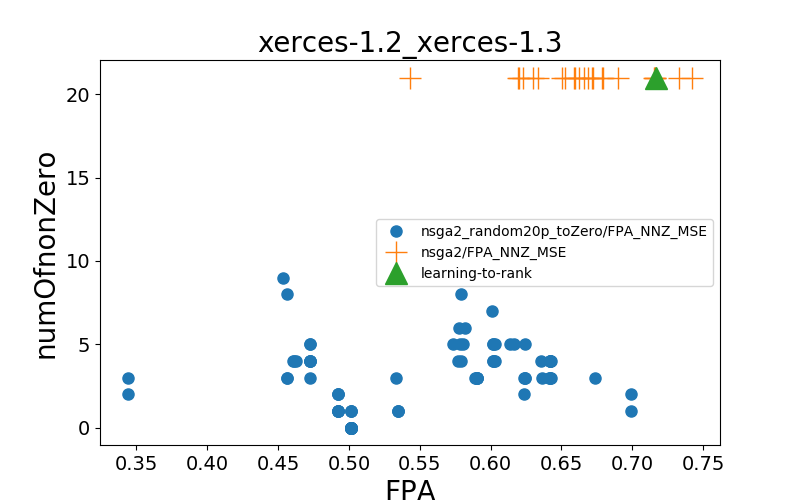 xerces-1.2_xerces-1.3
numOfnonZero
20
15
10
5
0
nsga2_random20p_toZero/FPA_NNZ_MSE
nsga2/FPA_NNZ_MSE
learning-to-rank
0.35 0.40 0.45 0.50 0.55 0.60 0.65 0.70 0.75
FPA